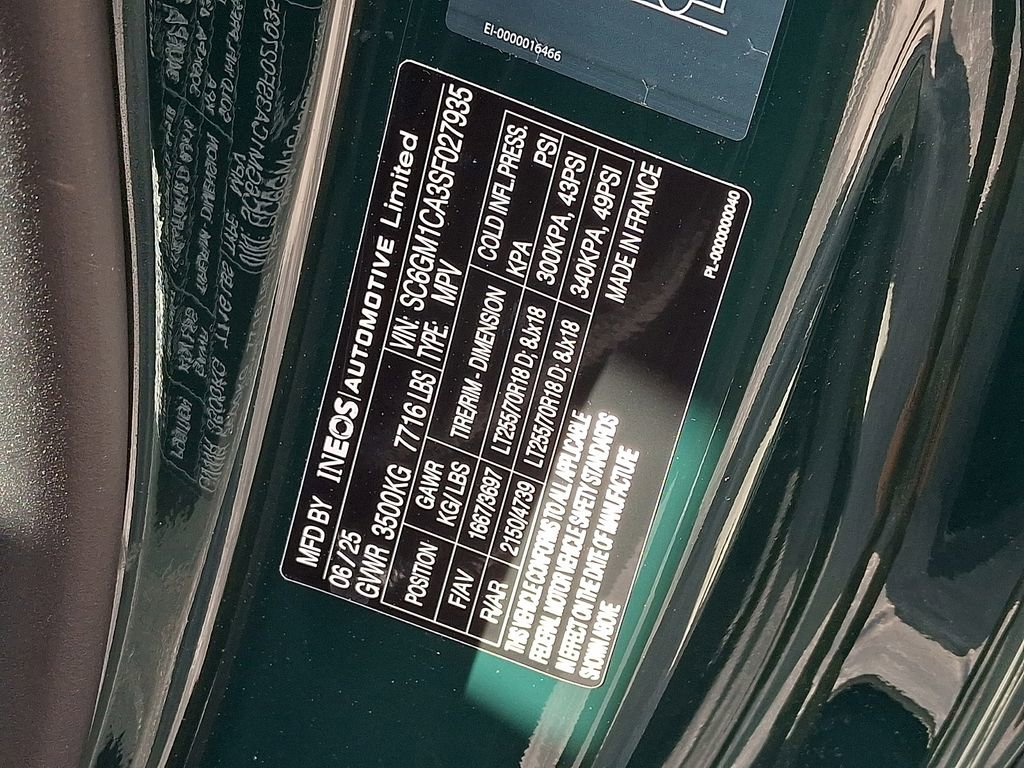 EI-0000016466
MFD BY INEOS AUTOMOTIVE Limited
06 / 25 VIN: SC6GM1CA3SF027935
GVWR 3500KG 7716 LBS TYPE: MPV
POSITION GAWR KG/LBS TIRE/RIM - DIMENSION COLD INFL.PRESS. KPA PSI
F/AV 1667/3697 LT255/70R18 D; 8Jx18 300KPA, 43PSI
R/AR 2150/4739 LT255/70R18 D; 8Jx18 340KPA, 49PSI
THIS VEHICLE CONFORMS TO ALL APPLICABLE
FEDERAL MOTOR VEHICLE SAFETY STANDARDS
IN EFFECT ON THE DATE OF MANUFACTURE
SHOWN ABOVE
MADE IN FRANCE
PL-0000000040